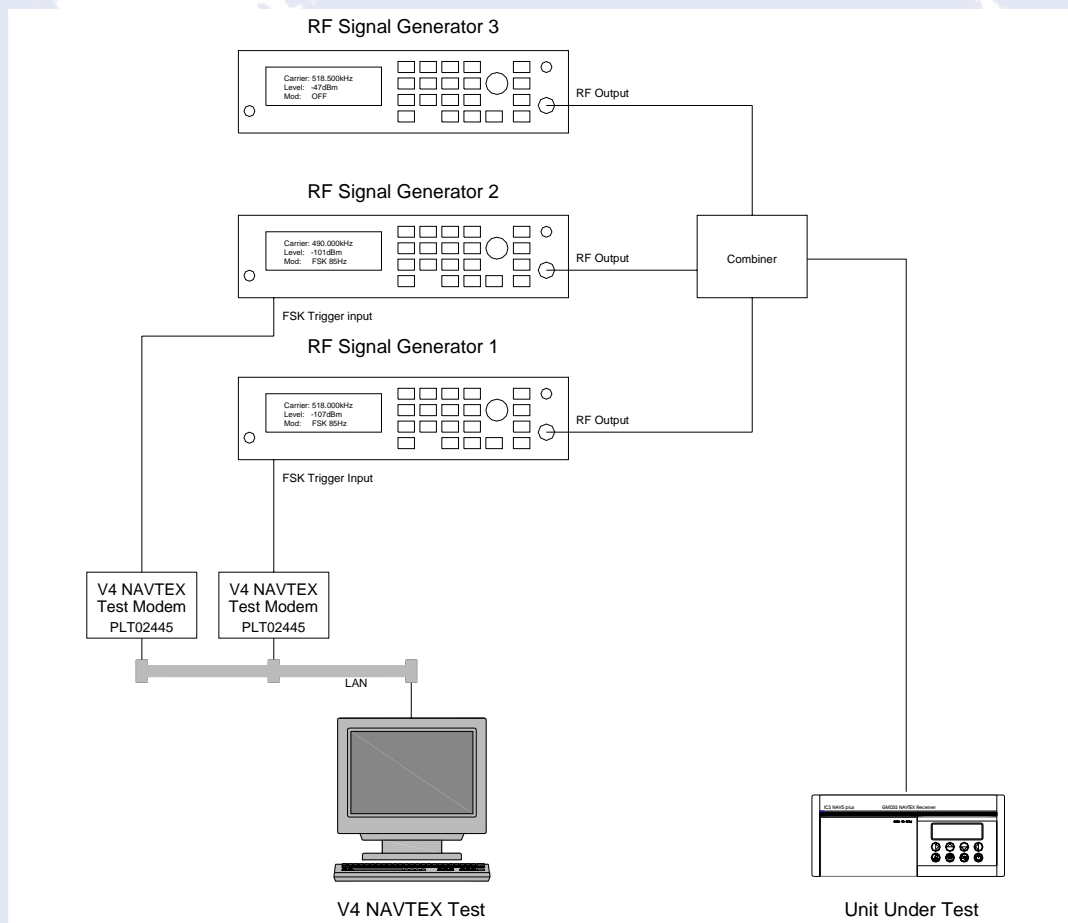 RF Signal Generator 3
Carrier: 518.500kHz
Level: -47dBm
Mod: OFF
RF Output
RF Signal Generator 2
Carrier: 490.000kHz
Level: -101dBm
Mod: FSK 85Hz
RF Output
Combiner
FSK Trigger input
RF Signal Generator 1
Carrier: 518.000kHz
Level: -107dBm
Mod: FSK 85Hz
RF Output
FSK Trigger Input
V4 NAVTEX
Test Modem
PLT02445
V4 NAVTEX
Test Modem
PLT02445
LAN
ICS NAV5 plus GMDSS NAVTEX Receiver
V4 NAVTEX Test
Unit Under Test